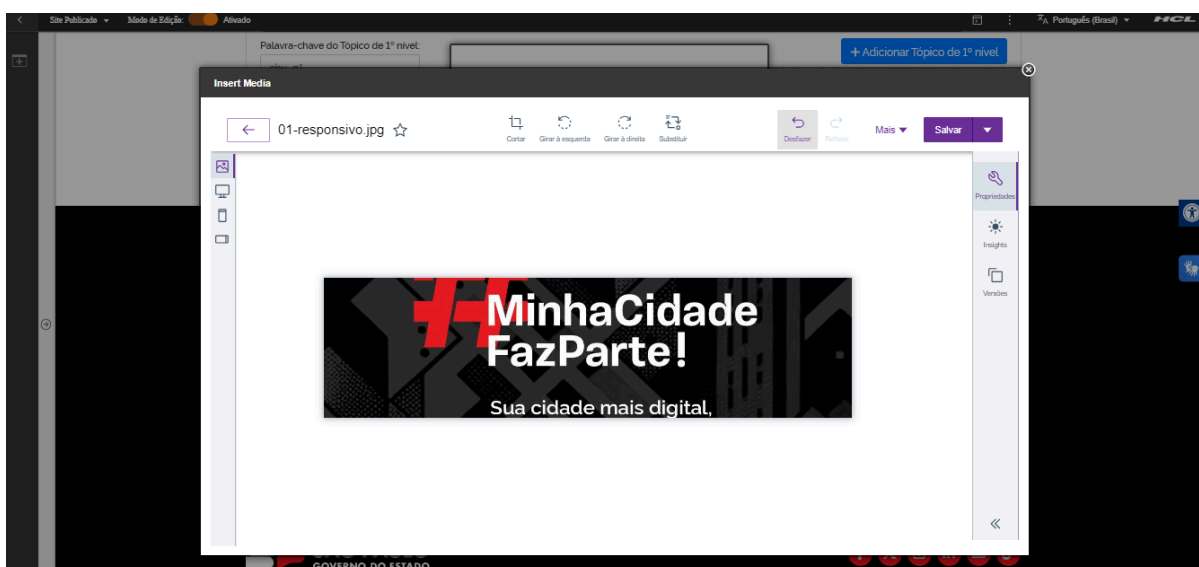 Site Publicado
Modo de Edição:
Ativado
Português (Brasil)
HCL
Palavra-chave do Tópico de 1º nível:
+ Adicionar Tópico de 1º nível
Insert Media
01-responsivo.jpg
Cortar
Girar à esquerda
Girar à direita
Substituir
Desfazer
Refazer
Mais
Salvar
Propriedades
Insights
Versões
#MinhaCidade
FazParte!
Sua cidade mais digital,
GOVERNO DO ESTADO